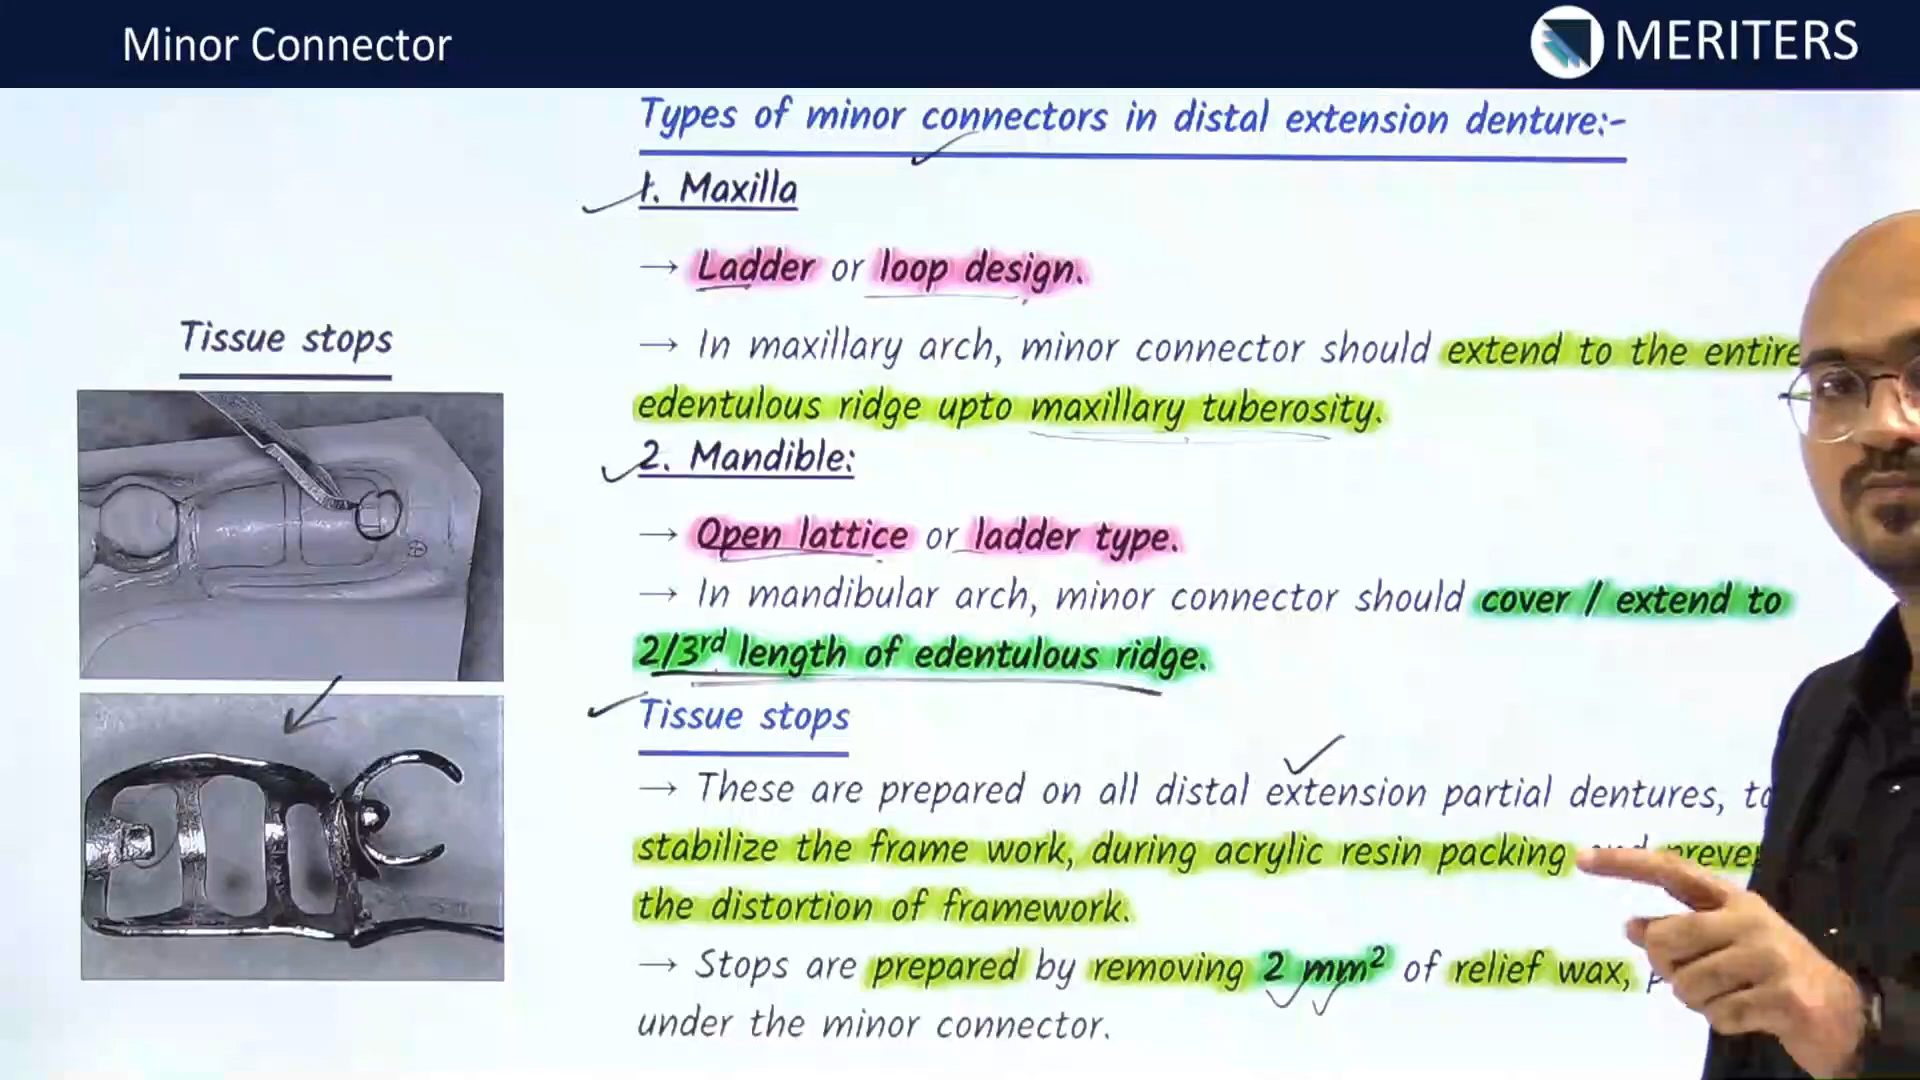 Minor Connector
MERITERS
Types of minor connectors in distal extension denture:-
1. Maxilla
→ Ladder or loop design.
→ In maxillary arch, minor connector should extend to the entire
edentulous ridge upto maxillary tuberosity.
2. Mandible:
→ Open lattice or ladder type.
→ In mandibular arch, minor connector should cover / extend to
2/3rd length of edentulous ridge.
Tissue stops
→ These are prepared on all distal extension partial dentures, to
stabilize the frame work, during acrylic resin packing
the distortion of framework.
→ Stops are prepared by removing 2 mm² of relief wax,
under the minor connector.
Tissue stops